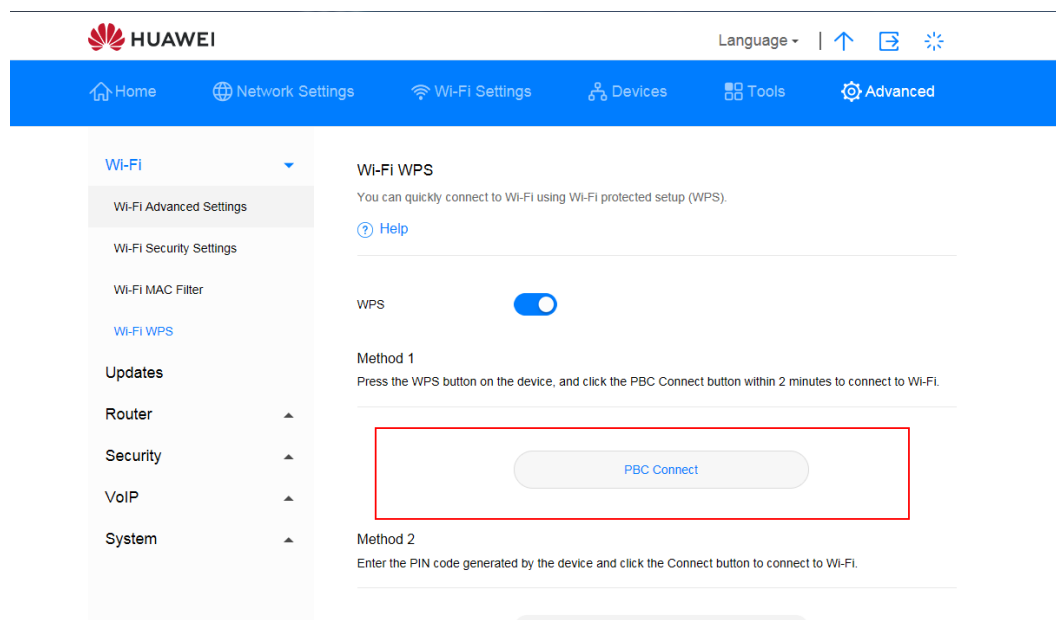 HUAWEI
Language
Home
Network Settings
Wi-Fi Settings
Devices
Tools
Advanced
Wi-Fi
Wi-Fi Advanced Settings
Wi-Fi Security Settings
Wi-Fi MAC Filter
Wi-Fi WPS
Updates
Router
Security
VoIP
System
Wi-Fi WPS
You can quickly connect to Wi-Fi using Wi-Fi protected setup (WPS).
? Help
WPS
Method 1
Press the WPS button on the device, and click the PBC Connect button within 2 minutes to connect to Wi-Fi.
PBC Connect
Method 2
Enter the PIN code generated by the device and click the Connect button to connect to Wi-Fi.